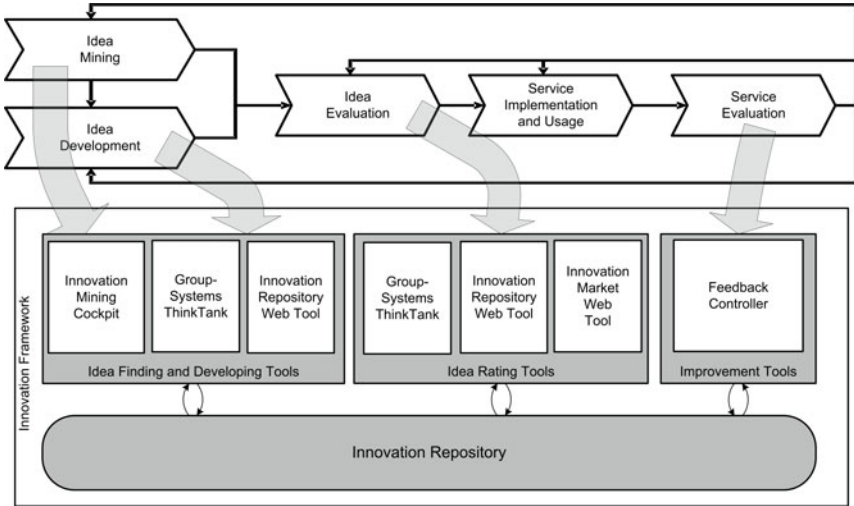 Idea
Mining
Idea
Development
Idea
Evaluation
Service
Implementation
and Usage
Service
Evaluation
Innovation Framework
Innovation
Mining
Cockpit
Group-
Systems
ThinkTank
Innovation
Repository
Web Tool
Idea Finding and Developing Tools
Group-
Systems
ThinkTank
Innovation
Repository
Web Tool
Innovation
Market
Web
Tool
Idea Rating Tools
Feedback
Controller
Improvement Tools
Innovation Repository